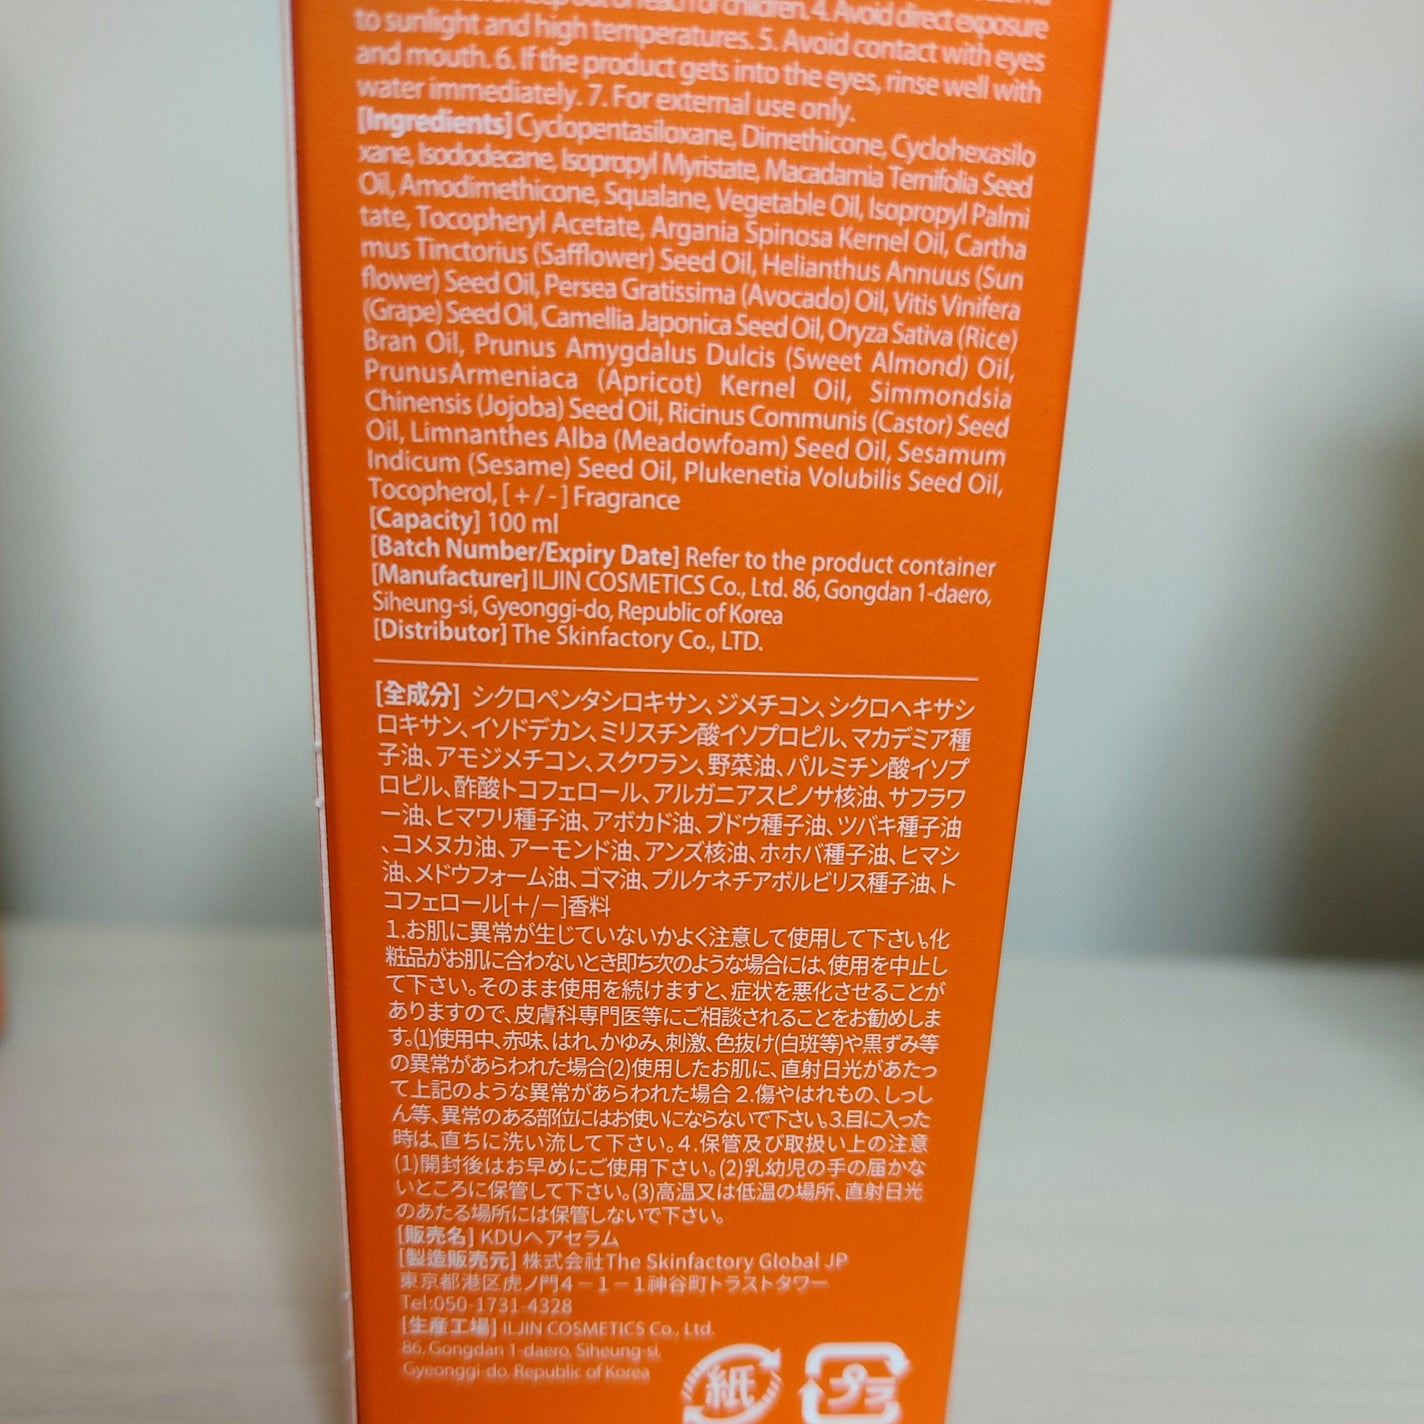 of reach of children. 4. Avoid direct exposure
to sunlight and high temperatures. 5. Avoid contact with eyes
and mouth. 6. If the product gets into the eyes, rinse well with
water immediately. 7. For external use only.
[Ingredients] Cyclopentasiloxane, Dimethicone, Cyclohexasilo
xane, Isododecane, Isopropyl Myristate, Macadamia Ternifolia Seed
Oil, Amodimethicone, Squalane, Vegetable Oil, Isopropyl Palmi
tate, Tocopheryl Acetate, Argania Spinosa Kernel Oil, Cartha
mus Tinctorius (Safflower) Seed Oil, Helianthus Annuus (Sun
flower) Seed Oil, Persea Gratissima (Avocado) Oil, Vitis Vinifera
(Grape) Seed Oil, Camellia Japonica Seed Oil, Oryza Sativa (Rice)
Bran Oil, Prunus Amygdalus Dulcis (Sweet Almond) Oil,
PrunusArmeniaca (Apricot) Kernel Oil, Simmondsia
Chinensis (Jojoba) Seed Oil, Ricinus Communis (Castor) Seed
Oil, Limnanthes Alba (Meadowfoam) Seed Oil, Sesamum
Indicum (Sesame) Seed Oil, Plukenetia Volubilis Seed Oil,
Tocopherol, [ + / - ] Fragrance
[Capacity] 100 ml
[Batch Number/Expiry Date] Refer to the product container
[Manufacturer] ILJIN COSMETICS Co., Ltd. 86, Gongdan 1-daero,
Siheung-si, Gyeonggi-do, Republic of Korea
[Distributor] The Skinfactory Co., LTD.
[全成分] シクロペンタシロキサン、ジメチコン、シクロヘキサシ
ロキサン、イソドデカン、ミリスチン酸イソプロピル、マカデミア種
子油、アモジメチコン、スクワラン、野菜油、パルミチン酸イソプ
ロピル、酢酸トコフェロール、アルガニアスピノサ核油、サフラワ
ー油、ヒマワリ種子油、アボカド油、ブドウ種子油、ツバキ種子油
、コメヌカ油、アーモンド油、アンズ核油、ホホバ種子油、ヒマシ
油、メドウフォーム油、ゴマ油、プルケネチアボルビリス種子油、ト
コフェロール[+/−]香料
1.お肌に異常が生じていないかよく注意して使用して下さい。化
粧品がお肌に合わないとき即ち次のような場合には、使用を中止し
て下さい。そのまま使用を続けますと、症状を悪化させることが
ありますので、皮膚科専門医等にご相談されることをお勧めしま
す。(1)使用中、赤味、はれ、かゆみ、刺激、色抜け(白斑等)や黒ずみ等
の異常があらわれた場合(2)使用したお肌に、直射日光があたっ
て上記のような異常があらわれた場合 2.傷やはれもの、しっし
ん等、異常のある部位にはお使いにならないで下さい。3.目に入った
時は、直ちに洗い流して下さい。4.保管及び取扱い上の注意
(1)開封後はお早めにご使用下さい。(2)乳幼児の手の届かな
いところに保管して下さい。(3)高温又は低温の場所、直射日光
のあたる場所には保管しないで下さい。
[販売名] KDUヘアセラム
[製造販売元] 株式会社The Skinfactory Global JP
東京都港区虎ノ門4－1－1神谷町トラストタワー
Tel:050-1731-4328
[生産工場] ILJIN COSMETICS Co., Ltd.
86, Gongdan 1-daero, Siheung-si,
Gyeonggi-do, Republic of Korea
紙 プラ